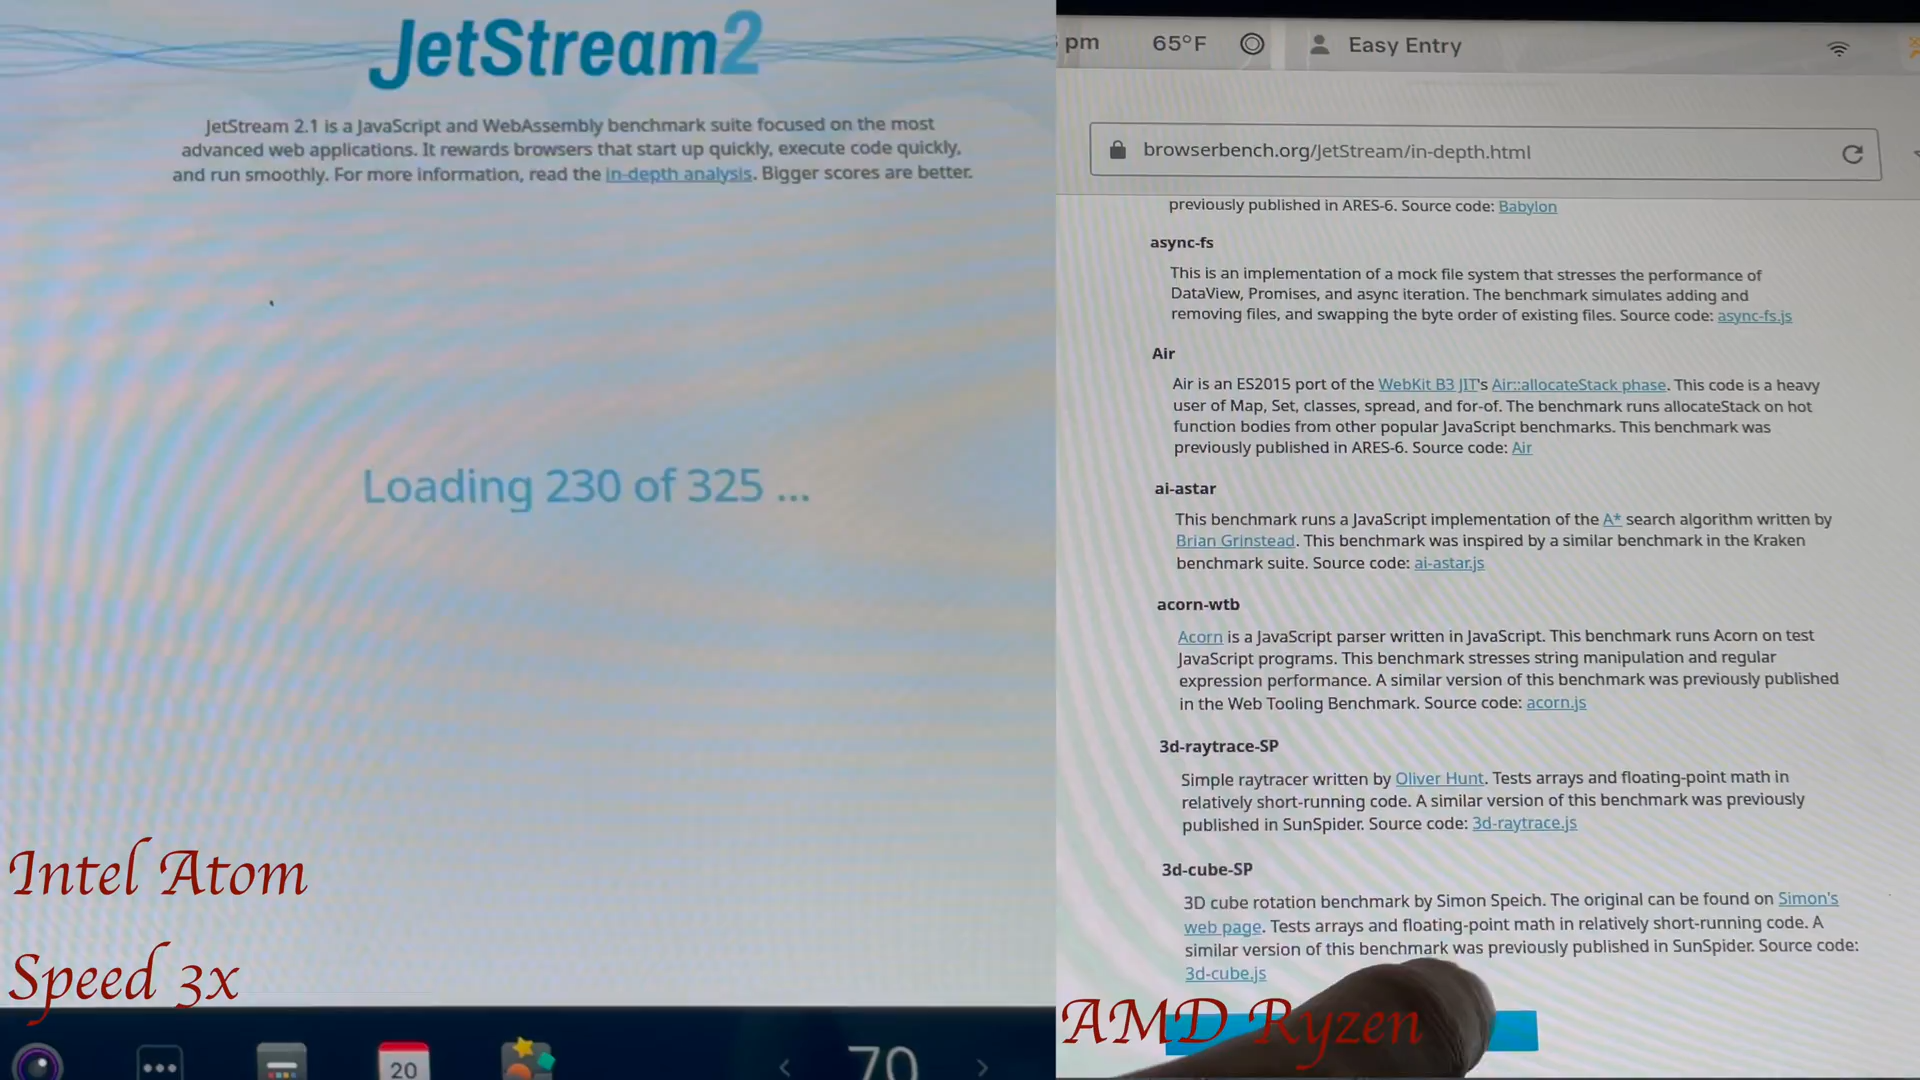 JetStream2
JetStream 2.1 is a JavaScript and WebAssembly benchmark suite focused on the most
advanced web applications. It rewards browsers that start up quickly, execute code quickly,
and run smoothly. For more information, read the in-depth analysis. Bigger scores are better.
Loading 230 of 325 ...
Intel Atom
Speed 3x
20
< 70 >
pm 65°F Easy Entry
browserbench.org/JetStream/in-depth.html
previously published in ARES-6. Source code: Babylon
async-fs
This is an implementation of a mock file system that stresses the performance of
DataView, Promises, and async iteration. The benchmark simulates adding and
removing files, and swapping the byte order of existing files. Source code: async-fs.js
Air
Air is an ES2015 port of the WebKit B3 JIT's Air::allocateStack phase. This code is a heavy
user of Map, Set, classes, spread, and for-of. The benchmark runs allocateStack on hot
function bodies from other popular JavaScript benchmarks. This benchmark was
previously published in ARES-6. Source code: Air
ai-astar
This benchmark runs a JavaScript implementation of the A* search algorithm written by
Brian Grinstead. This benchmark was inspired by a similar benchmark in the Kraken
benchmark suite. Source code: ai-astar.js
acorn-wtb
Acorn is a JavaScript parser written in JavaScript. This benchmark runs Acorn on test
JavaScript programs. This benchmark stresses string manipulation and regular
expression performance. A similar version of this benchmark was previously published
in the Web Tooling Benchmark. Source code: acorn.js
3d-raytrace-SP
Simple raytracer written by Oliver Hunt. Tests arrays and floating-point math in
relatively short-running code. A similar version of this benchmark was previously
published in SunSpider. Source code: 3d-raytrace.js
3d-cube-SP
3D cube rotation benchmark by Simon Speich. The original can be found on Simon's
web page. Tests arrays and floating-point math in relatively short-running code. A
similar version of this benchmark was previously published in SunSpider. Source code:
3d-cube.js
AMD Ryzen